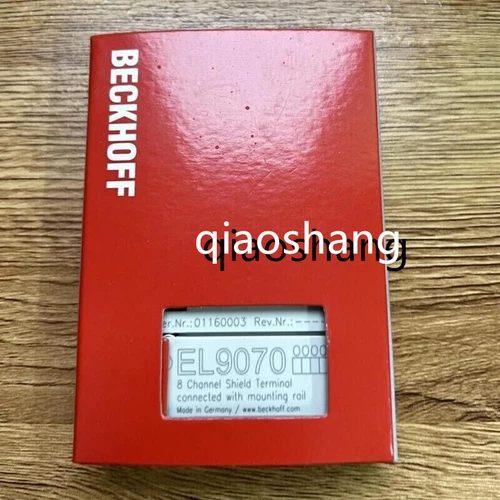 BECKHOFF
qiaoshang
qiaoshang
er.Nr.:01160003 Rev.Nr.:----
EL9070 0000
8 Channel Shield Terminal
connected with mounting rail
Made in Germany / www.beckhoff.com